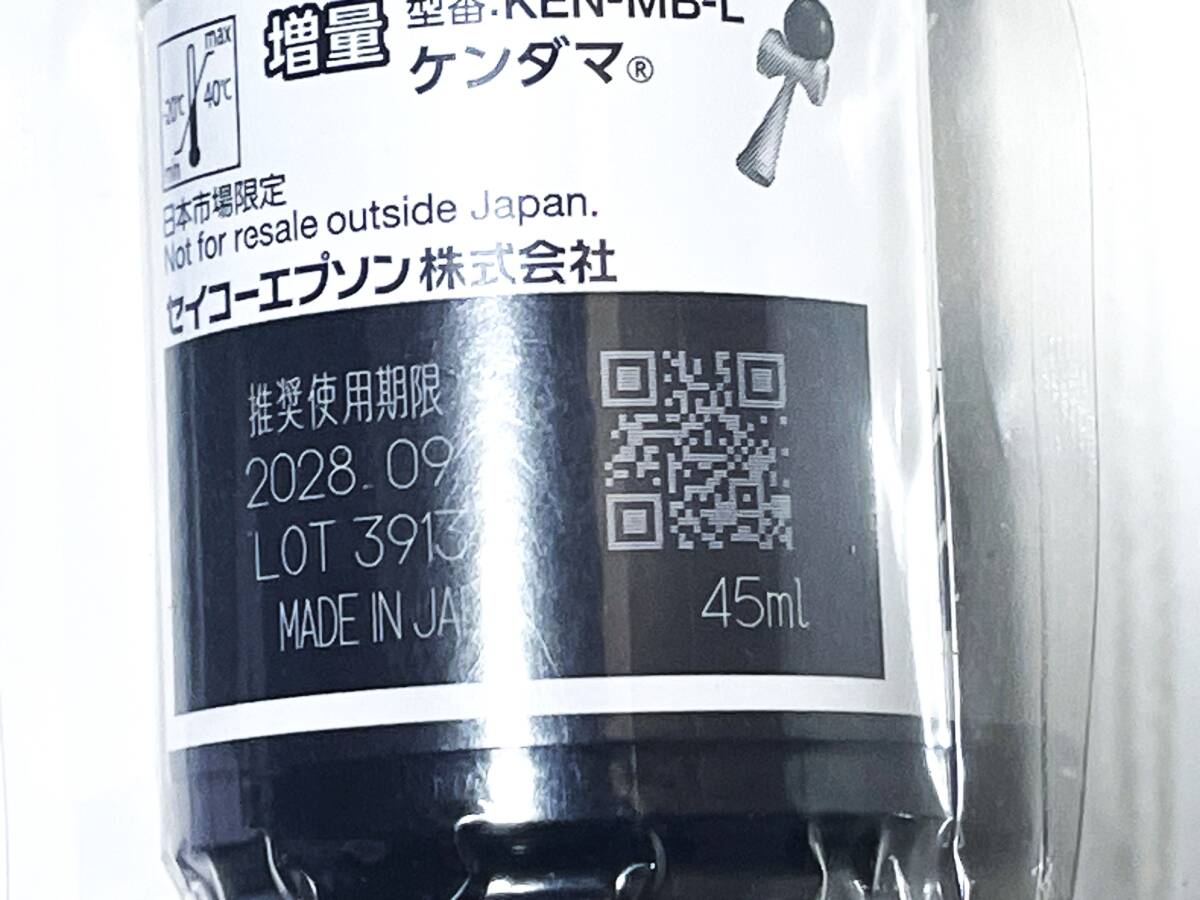 max
-20℃
40℃
min
増量
型番:KEN-MB-L
ケンダマ®
日本市場限定
Not for resale outside Japan.
セイコーエプソン株式会社
推奨使用期限
2028.09
LOT 3913
MADE IN
45ml